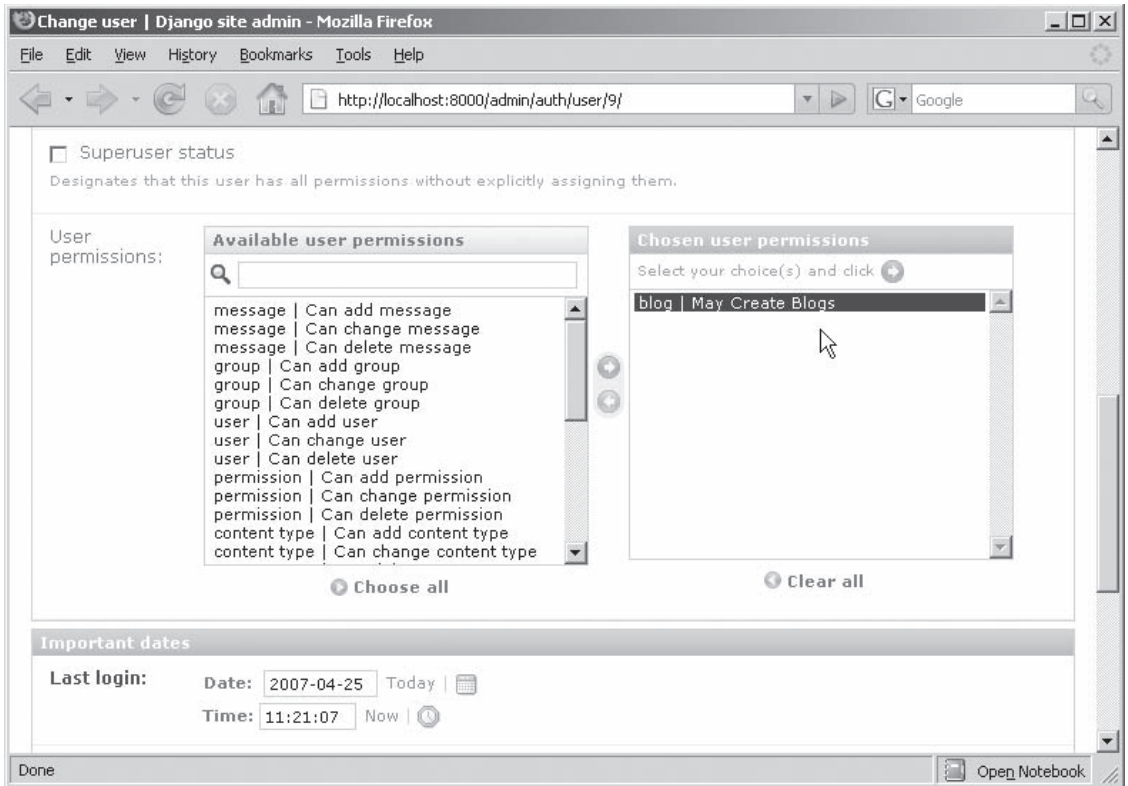 Change user | Django site admin - Mozilla Firefox
File Edit View History Bookmarks Tools Help
http://localhost:8000/admin/auth/user/9/
G Google
Superuser status
Designates that this user has all permissions without explicitly assigning them.
User permissions:
Available user permissions
message | Can add message
message | Can change message
message | Can delete message
group | Can add group
group | Can change group
group | Can delete group
user | Can add user
user | Can change user
user | Can delete user
permission | Can add permission
permission | Can change permission
permission | Can delete permission
content type | Can add content type
content type | Can change content type
Choose all
Chosen user permissions
Select your choice(s) and click
blog | May Create Blogs
Clear all
Important dates
Last login:
Date: 2007-04-25 Today |
Time: 11:21:07 Now |
Done
Open Notebook